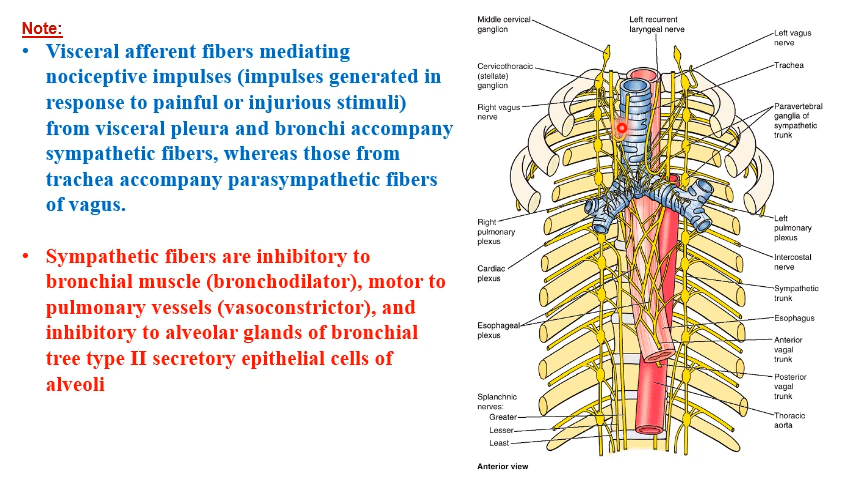 Note:
• Visceral afferent fibers mediating
nociceptive impulses (impulses generated in
response to painful or injurious stimuli)
from visceral pleura and bronchi accompany
sympathetic fibers, whereas those from
trachea accompany parasympathetic fibers
of vagus.
• Sympathetic fibers are inhibitory to
bronchial muscle (bronchodilator), motor to
pulmonary vessels (vasoconstrictor), and
inhibitory to alveolar glands of bronchial
tree type II secretory epithelial cells of
alveoli
Middle cervical
ganglion
Cervicothoracic
(stellate)
ganglion
Right vagus
nerve
Right
pulmonary
plexus
Cardiac
plexus
Esophageal
plexus
Splanchnic
nerves:
Greater
Lesser
Least
Anterior view
Left recurrent
laryngeal nerve
Left vagus
nerve
Trachea
Paravertebral
ganglia of
sympathetic
trunk
Left
pulmonary
plexus
Intercostal
nerve
Sympathetic
trunk
Esophagus
Anterior
vagal
trunk
Posterior
vagal
trunk
Thoracic
aorta